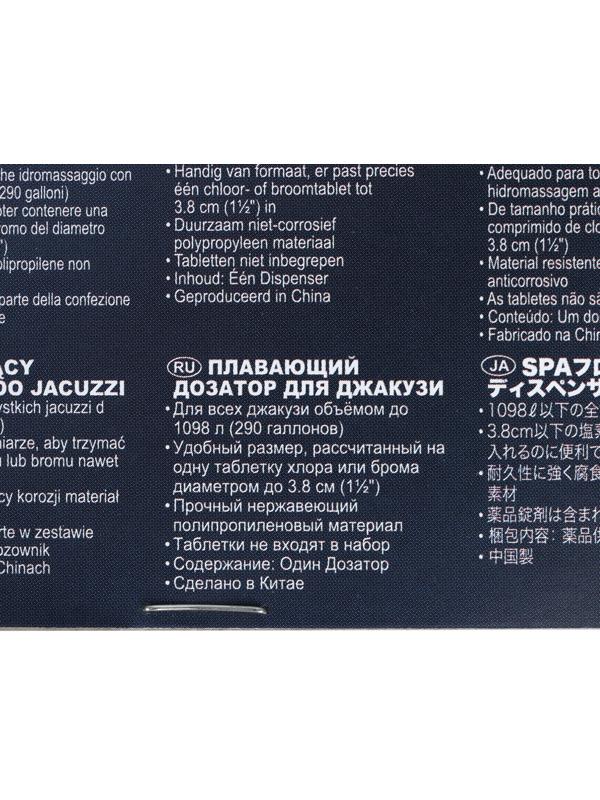 che idromassaggio con
290 galloni)
oter contenere una
romo del diametro
")
olipropilene non
parte della confezione
e
ĄCY
DO JACUZZI
ystkich jacuzzi d
)
miarze, aby trzymać
u lub bromu nawet
cy korozji materiał
rte w zestawie
ozownik
Chinach
• Handig van formaat, er past precies
één chloor- of broomtablet tot
3.8 cm (1½") in
• Duurzaam niet-corrosief
polypropyleen materiaal
• Tabletten niet inbegrepen
• Inhoud: Één Dispenser
• Geproduceerd in China
RU ПЛАВАЮЩИЙ
ДОЗАТОР ДЛЯ ДЖАКУЗИ
• Для всех джакузи объёмом до
1098 л (290 галлонов)
• Удобный размер, рассчитанный на
одну таблетку хлора или брома
диаметром до 3.8 см (1½")
• Прочный нержавеющий
полипропиленовый материал
• Таблетки не входят в набор
• Содержание: Один Дозатор
• Сделано в Китае
• Adequado para to
hidromassagem a
• De tamanho prátic
comprimido de clo
3.8 cm (1½")
• Material resistente
anticorrosivo
• As tabletes não sã
• Conteúdo: Um do
• Fabricado na Chin
JA SPAフロ
ディスペンサ
• 1098ℓ以下の全
• 3.8cm以下の塩素
入れるのに便利で
• 耐久性に強く腐食
素材
• 薬品錠剤は含まれ
• 梱包内容: 薬品供
• 中国製